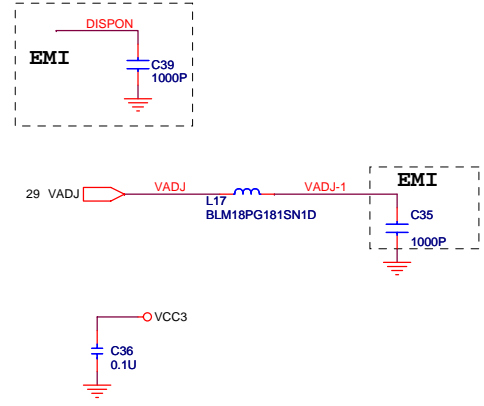 DISPON
EMI
C39
1000P
EMI
29 VADJ
VADJ
VADJ-1
L17
BLM18PG181SN1D
C35
1000P
VCC3
C36
0.1U